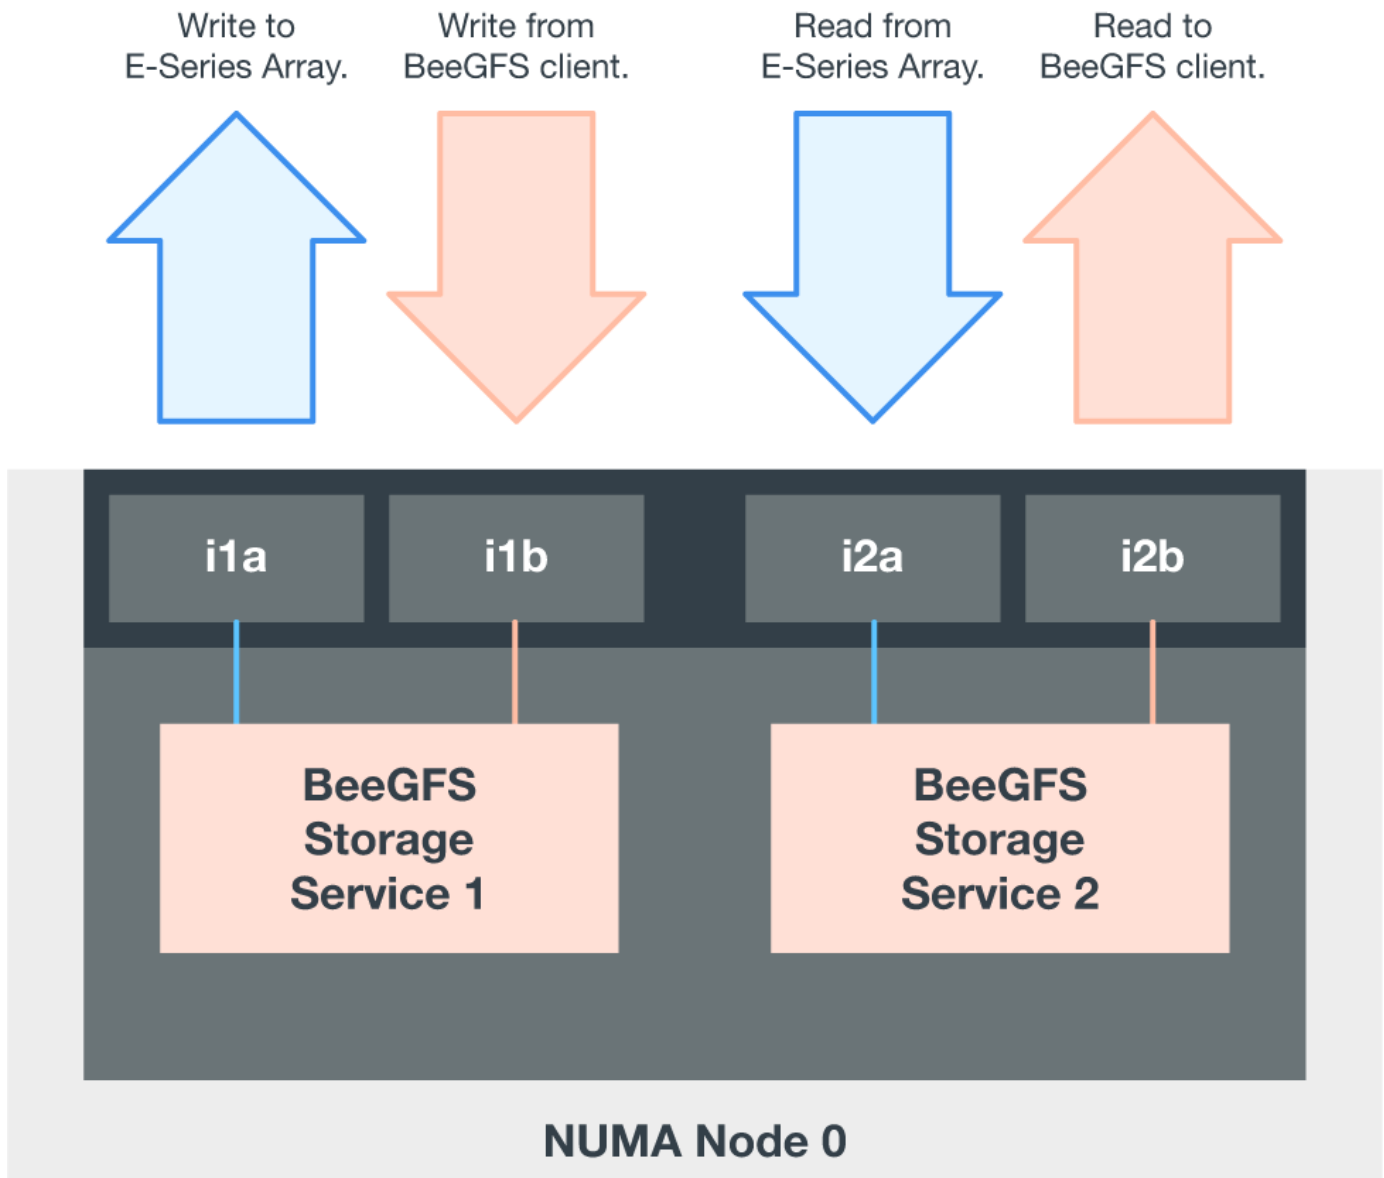 Write to
E-Series Array.
Write from
BeeGFS client.
Read from
E-Series Array.
Read to
BeeGFS client.
i1a
i1b
i2a
i2b
BeeGFS
Storage
Service 1
BeeGFS
Storage
Service 2
NUMA Node 0